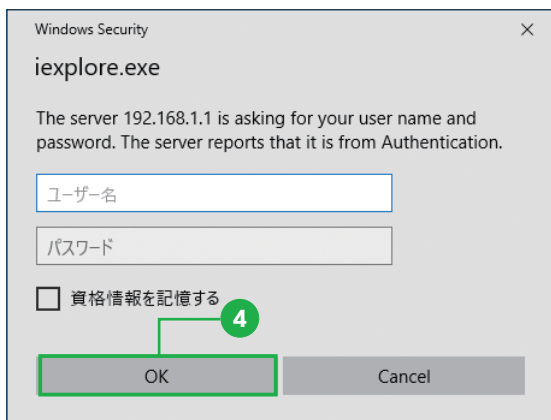 Windows Security
iexplore.exe
The server 192.168.1.1 is asking for your user name and
password. The server reports that it is from Authentication.
ユーザー名
パスワード
資格情報を記憶する
4
OK Cancel